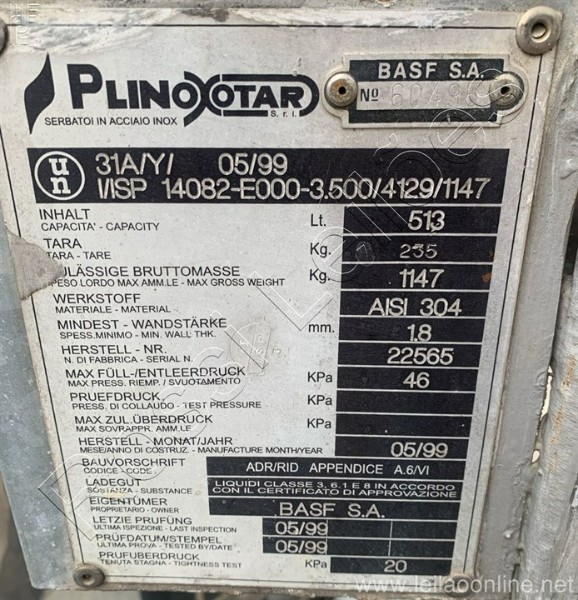 PLINOXOTAR
S.r.l.
SERBATOI IN ACCIAIO INOX
BASF S.A.
Nº
un
31A/Y/ 05/99
I/ISP 14082-E000-3.500/4129/1147
INHALT Lt. 513
CAPACITA' - CAPACITY
TARA Kg. 235
TARA - TARE
ZULÄSSIGE BRUTTOMASSE Kg. 1147
PESO LORDO MAX AMM.LE - MAX GROSS WEIGHT
WERKSTOFF AISI 304
MATERIALE - MATERIAL
MINDEST - WANDSTÄRKE mm. 1.8
SPESS.MINIMO - MIN. WALL THK.
HERSTELL - NR. 22565
N. DI FABBRICA - SERIAL N.
MAX FÜLL-/ENTLEERDRUCK KPa 46
MAX PRESS. RIEMP. / SVUOTAMENTO
PRUEFDRUCK KPa
PRESS. DI COLLAUDO - TEST PRESSURE
MAX ZUL. ÜBERDRUCK KPa
MAX SOVRAPPR. AMM.LE
HERSTELL - MONAT/JAHR 05/99
MESE/ANNO DI COSTRUZ. - MANUFACTURE MONTH/YEAR
BAUVORSCHRIFT ADR/RID APPENDICE A.6/VI
CODICE - CODE
LADEGUT LIQUIDI CLASSE 3, 6.1 E 8 IN ACCORDO
SOSTANZA - SUBSTANCE CON IL CERTIFICATO DI APPROVAZIONE
EIGENTÜMER BASF S.A.
PROPRIETARIO - OWNER
LETZIE PRÜFUNG 05/99
ULTIMA ISPEZIONE - LAST INSPECTION
PRÜFDATUM/STEMPEL 05/99
ULTIMA PROVA - TESTED BY/DATE
PRÜFÜBERDRUCK KPa 20
TENUTA STAGNA - TIGHTNESS TEST
www.leilaoonline.net